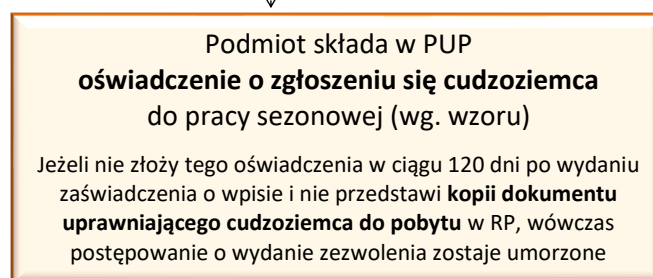 Podmiot składa w PUP
oświadczenie o zgłoszeniu się cudzoziemca
do pracy sezonowej (wg. wzoru)
Jeżeli nie złoży tego oświadczenia w ciągu 120 dni po wydaniu
zaświadczenia o wpisie i nie przedstawi kopii dokumentu
uprawniającego cudzoziemca do pobytu w RP, wówczas
postępowanie o wydanie zezwolenia zostaje umorzone